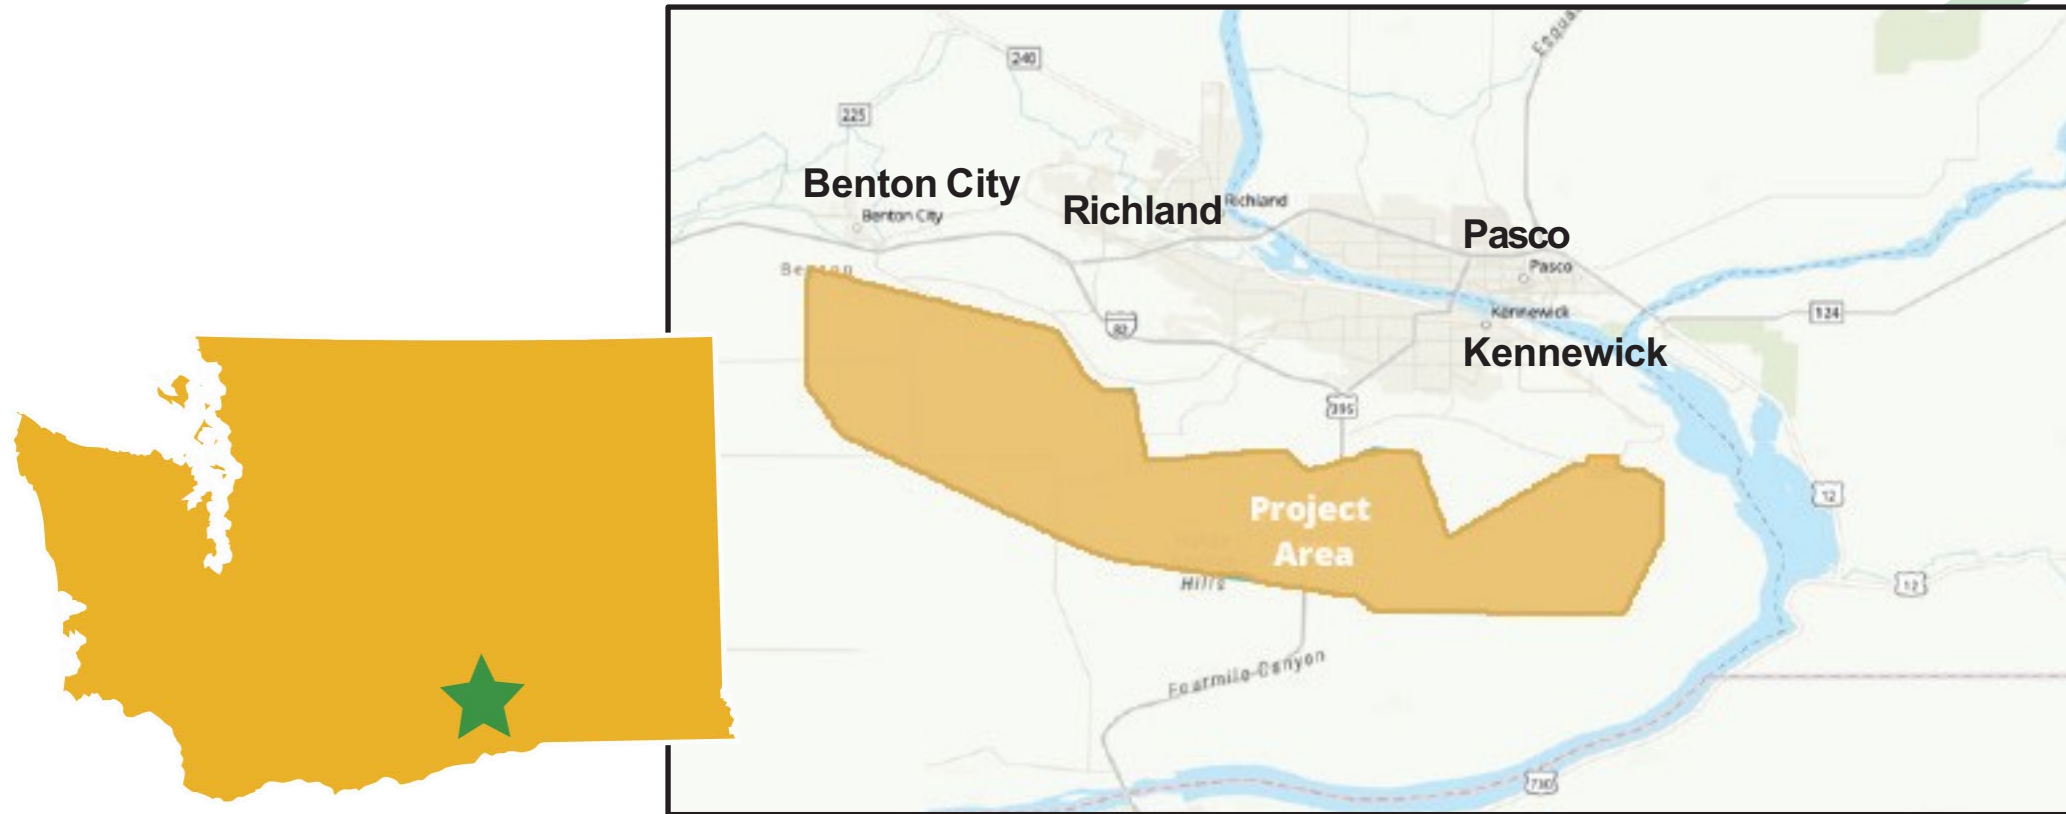 240
225
Benton City
Benton City
Richland
Richland
Pasco
Pasco
Kennewick
Kennewick
82
124
395
12
Project
Area
Hills
12
Fourmile Canyon
730